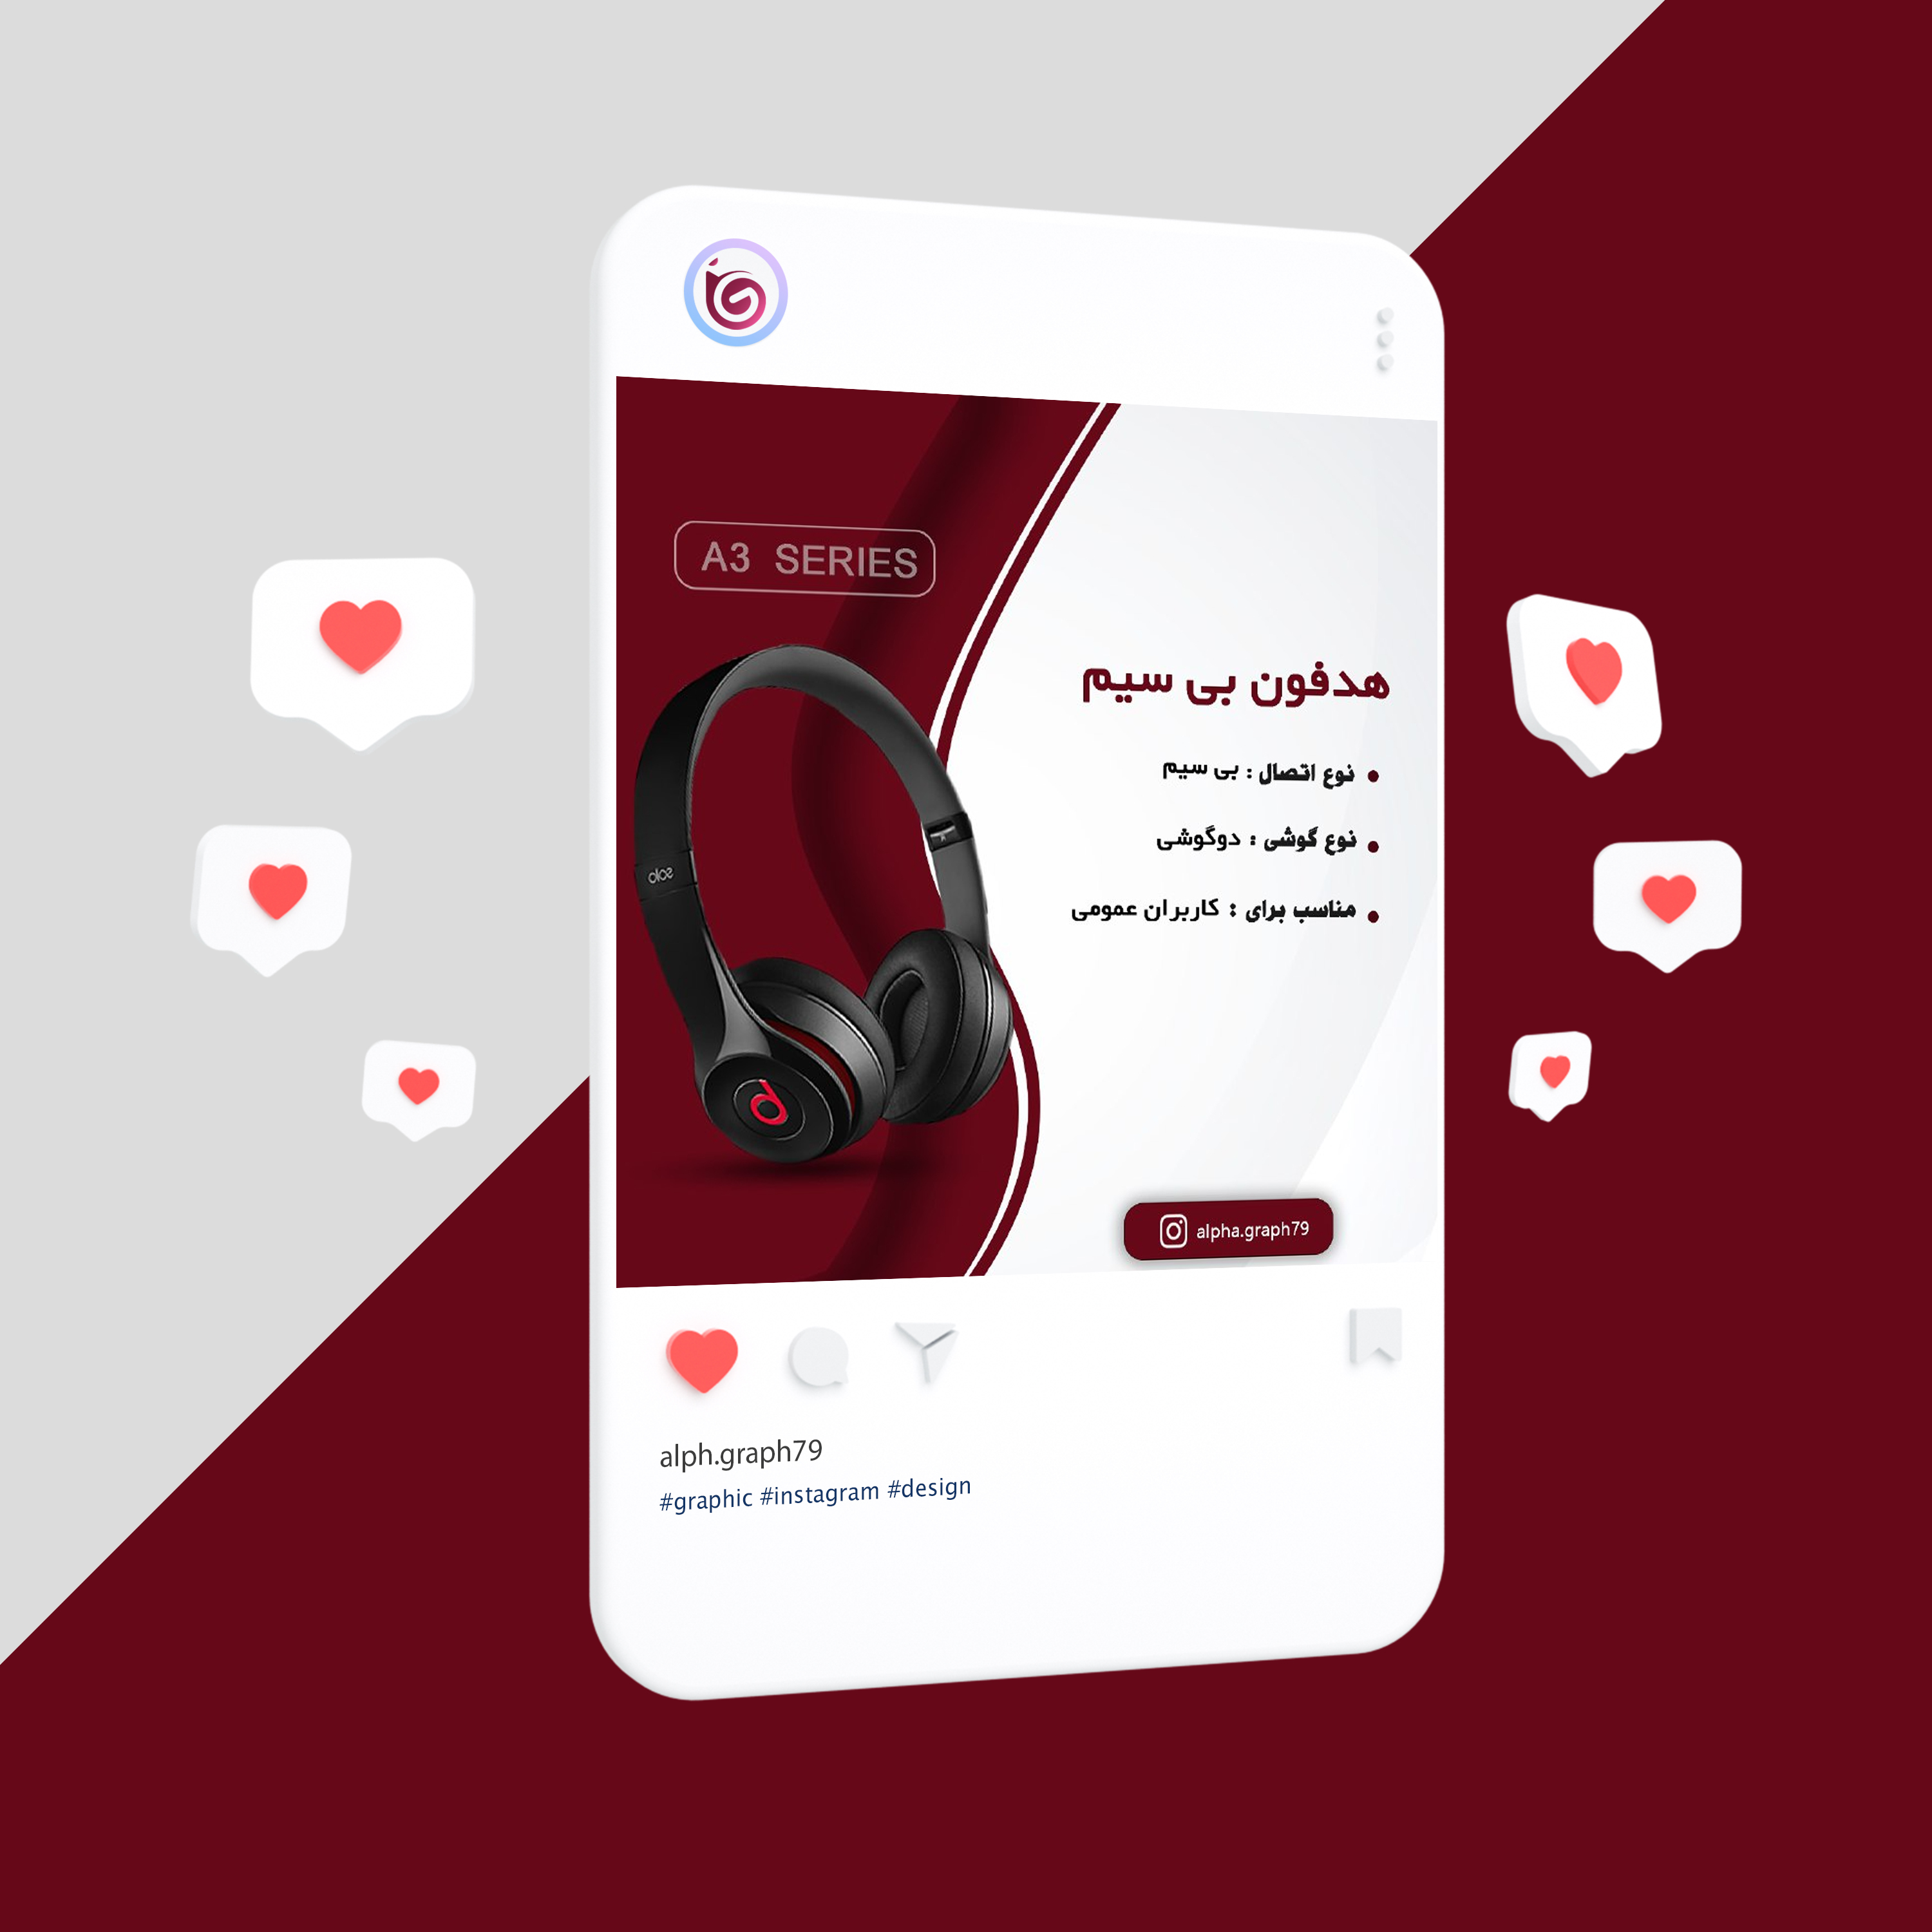 A3 SERIES
هدفون بی سیم
نوع اتصال : بی سیم
نوع گوشی : دوگوشی
مناسب برای : کاربران عمومی
solo
alpha.graph79
alph.graph79
#graphic #instagram #design